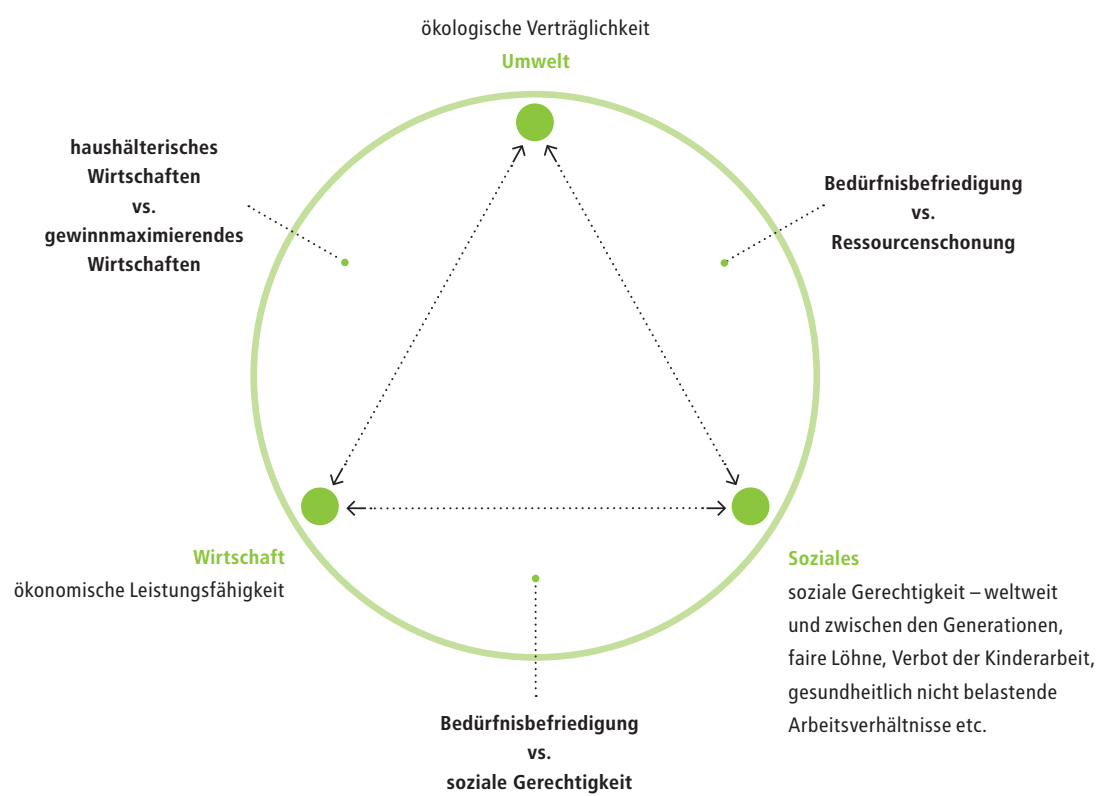 ökologische Verträglichkeit
Umwelt
haushälterisches
Wirtschaften
vs.
gewinnmaximierendes
Wirtschaften
Bedürfnisbefriedigung
vs.
Ressourcenschonung
Wirtschaft
ökonomische Leistungsfähigkeit
Soziales
soziale Gerechtigkeit – weltweit
und zwischen den Generationen,
faire Löhne, Verbot der Kinderarbeit,
gesundheitlich nicht belastende
Arbeitsverhältnisse etc.
Bedürfnisbefriedigung
vs.
soziale Gerechtigkeit